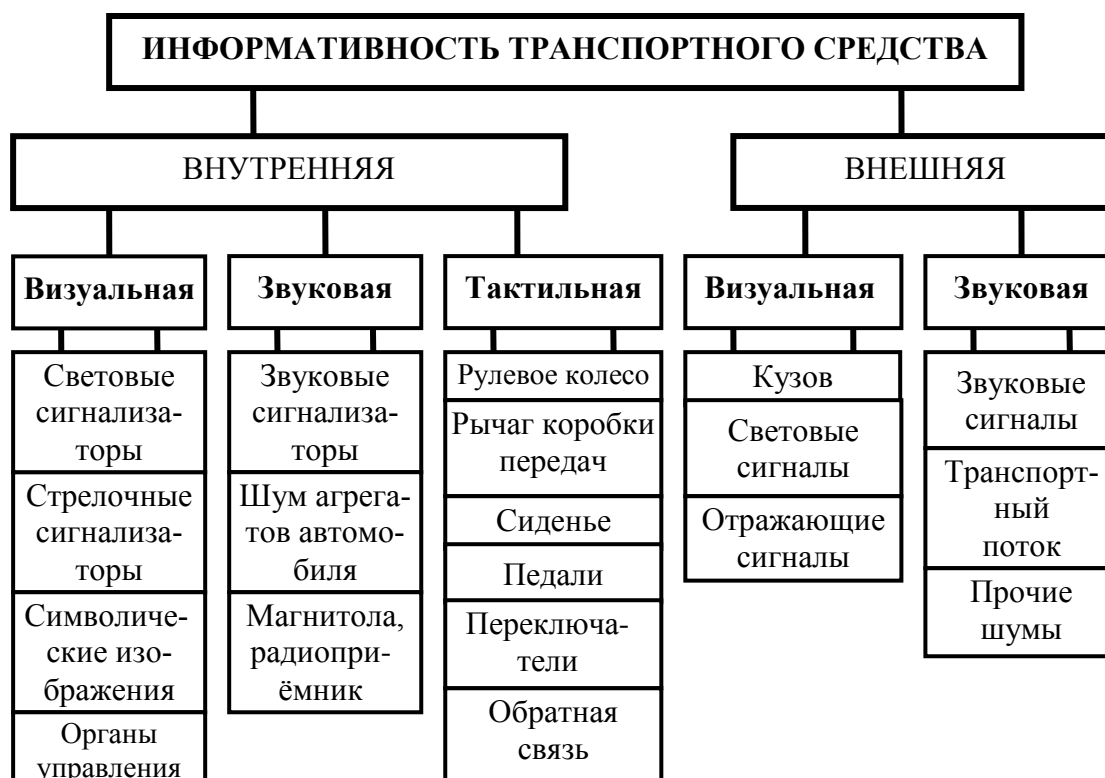 ИНФОРМАТИВНОСТЬ ТРАНСПОРТНОГО СРЕДСТВА
ВНУТРЕННЯЯ
ВНЕШНЯЯ
Визуальная
Звуковая
Тактильная
Визуальная
Звуковая
Световые
сигнализа-
торы
Стрелочные
сигнализа-
торы
Символиче-
ские изо-
бражения
Органы
управления
Звуковые
сигнализа-
торы
Шум агрега-
тов автомо-
биля
Магнитола,
радиопри-
ёмник
Рулевое колесо
Рычаг коробки
передач
Сиденье
Педали
Переключа-
тели
Обратная
связь
Кузов
Световые
сигналы
Отражающие
сигналы
Звуковые
сигналы
Транспорт-
ный
поток
Прочие
шумы